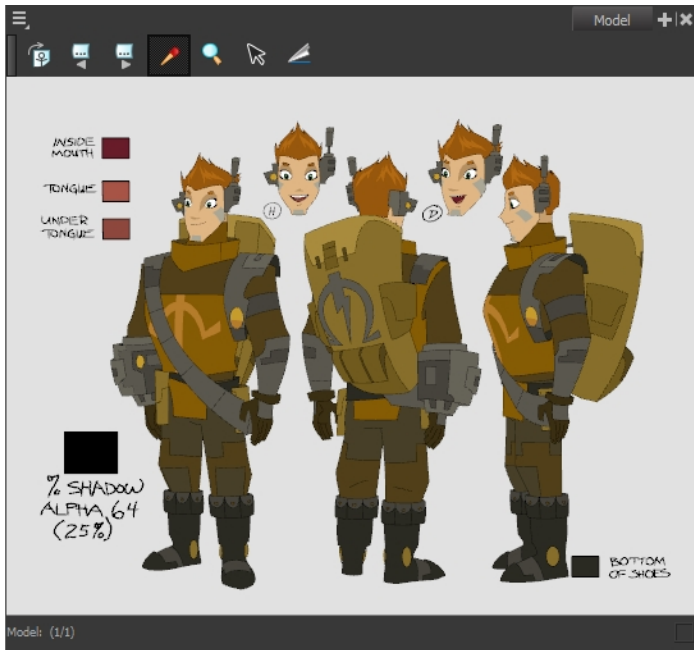 Model
INSIDE
MOUTH
TONGUE
UNDER
TONGUE
H
D
% SHADOW
ALPHA 64
(25%)
BOTTOM
OF SHOES
Model: (1/1)